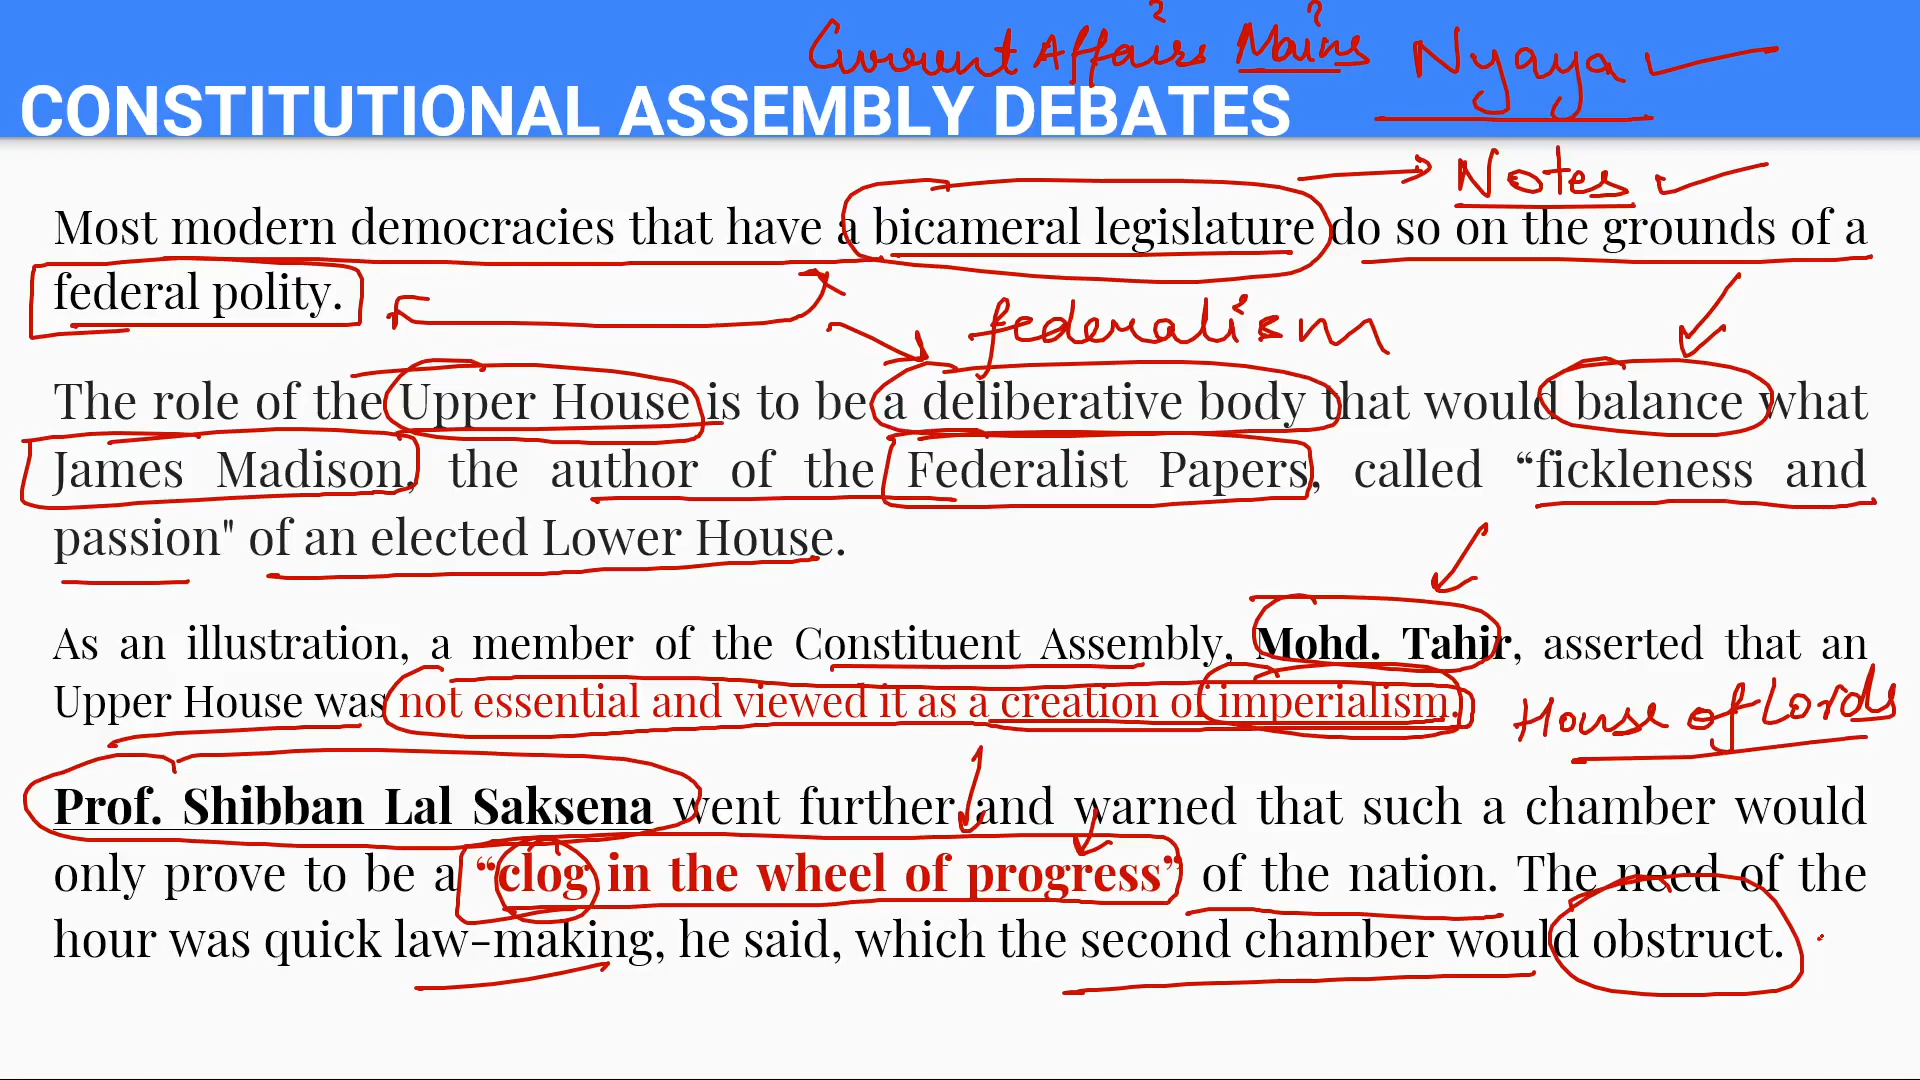 Current Affairs Mains Nyaya
CONSTITUTIONAL ASSEMBLY DEBATES
Notes
Most modern democracies that have a bicameral legislature do so on the grounds of a
federal polity.
federalism
The role of the Upper House is to be a deliberative body that would balance what
James Madison, the author of the Federalist Papers, called “fickleness and
passion" of an elected Lower House.
As an illustration, a member of the Constituent Assembly, Mohd. Tahir, asserted that an
Upper House was not essential and viewed it as a creation of imperialism.
House of Lords
Prof. Shibban Lal Saksena went further and warned that such a chamber would
only prove to be a “clog in the wheel of progress” of the nation. The need of the
hour was quick law-making, he said, which the second chamber would obstruct.